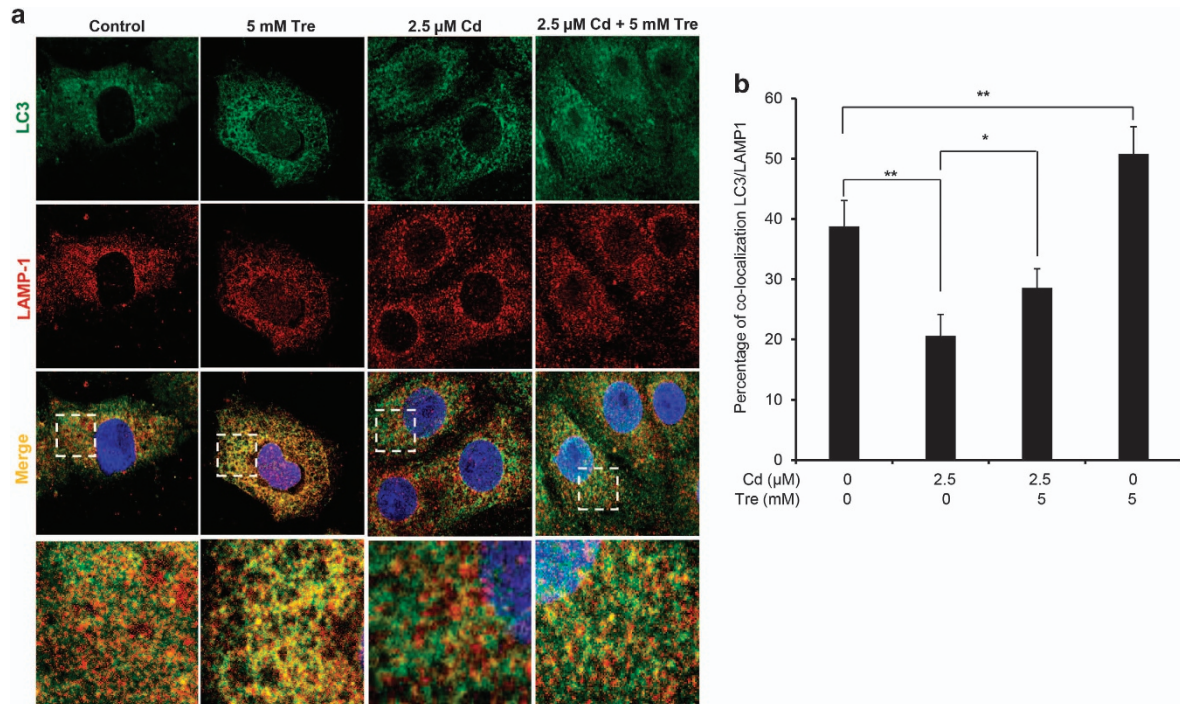 a
Control
5 mM Tre
2.5 µM Cd
2.5 µM Cd + 5 mM Tre
LC3
LAMP-1
Merge
b
Percentage of co-localization LC3/LAMP1
60
50
40
30
20
10
0
**
**
*
Cd (µM) 0 2.5 2.5 0
Tre (mM) 0 0 5 5